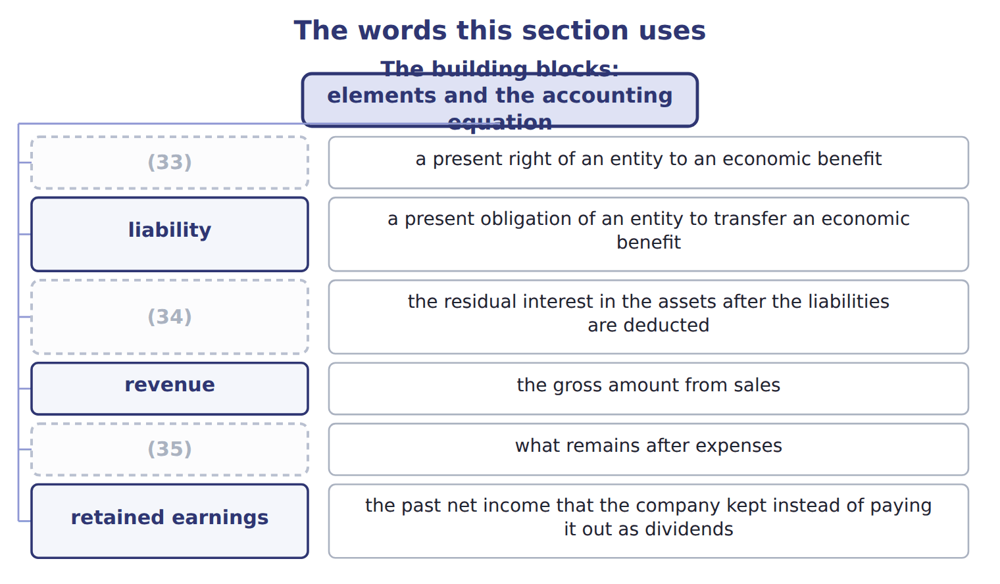 The words this section uses
The building blocks:
elements and the accounting
equation
(33)
a present right of an entity to an economic benefit
liability
a present obligation of an entity to transfer an economic
benefit
(34)
the residual interest in the assets after the liabilities
are deducted
revenue
the gross amount from sales
(35)
what remains after expenses
retained earnings
the past net income that the company kept instead of paying
it out as dividends